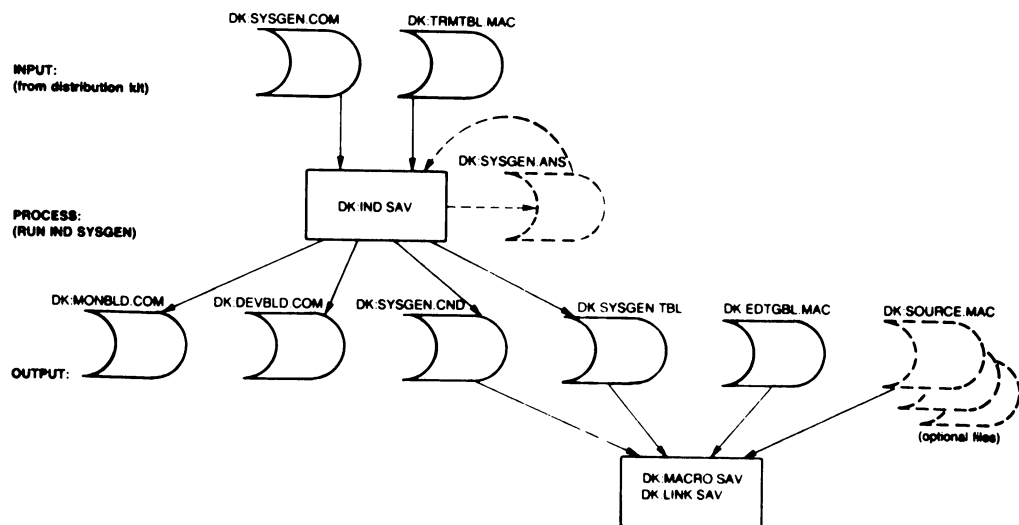 DK:SYSGEN.COM
DK:TRMTBL.MAC
INPUT:
(from distribution kit)
DK:SYSGEN.ANS
DK:IND SAV
PROCESS:
(RUN IND SYSGEN)
DK:MONBLD.COM
DK:DEVBLD.COM
DK:SYSGEN.CND
DK SYSGEN TBL
DK EDTGBL.MAC
DK:SOURCE.MAC
OUTPUT:
(optional files)
DK:MACRO SAV
DK:LINK SAV